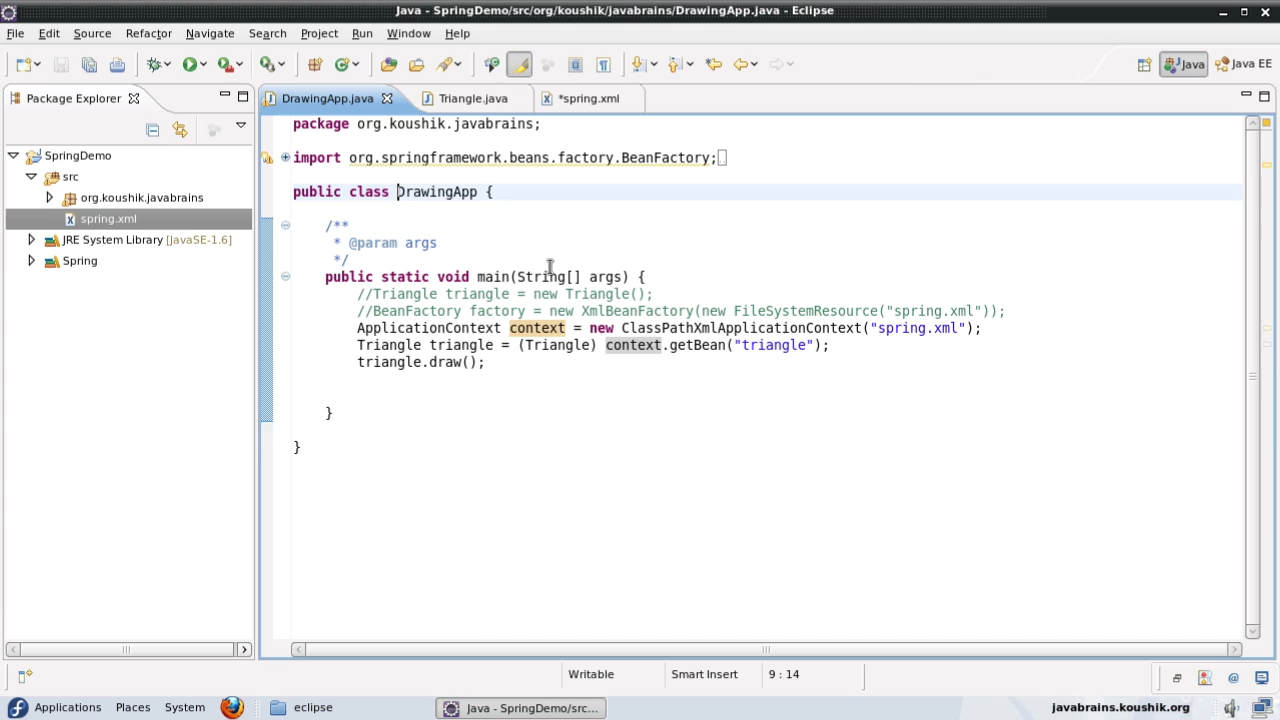 Java - SpringDemo/src/org/koushik/javabrains/DrawingApp.java - Eclipse
File Edit Source Refactor Navigate Search Project Run Window Help
Java Java EE
Package Explorer DrawingApp.java Triangle.java *spring.xml
SpringDemo
src
org.koushik.javabrains
spring.xml
JRE System Library [JavaSE-1.6]
Spring
package org.koushik.javabrains;
import org.springframework.beans.factory.BeanFactory;
public class DrawingApp {
/**
* @param args
*/
public static void main(String[] args) {
//Triangle triangle = new Triangle();
//BeanFactory factory = new XmlBeanFactory(new FileSystemResource("spring.xml"));
ApplicationContext context = new ClassPathXmlApplicationContext("spring.xml");
Triangle triangle = (Triangle) context.getBean("triangle");
triangle.draw();
}
}
Writable Smart Insert 9 : 14
Applications Places System eclipse Java - SpringDemo/src... javabrains.koushik.org